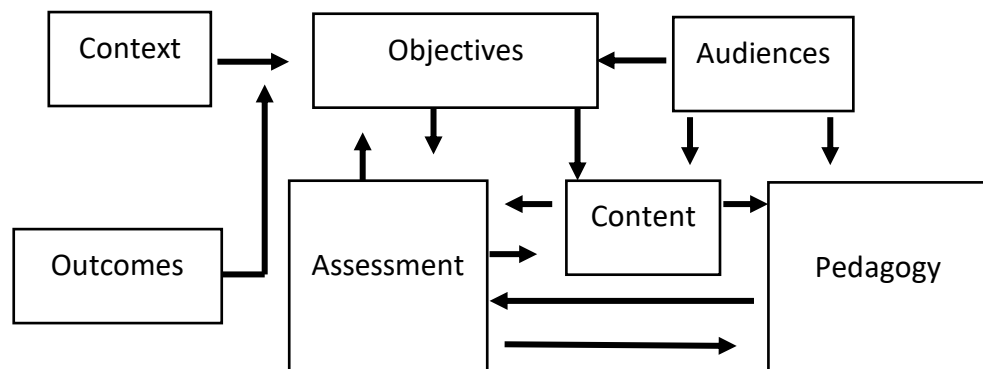 Context
Objectives
Audiences
Content
Outcomes
Assessment
Pedagogy